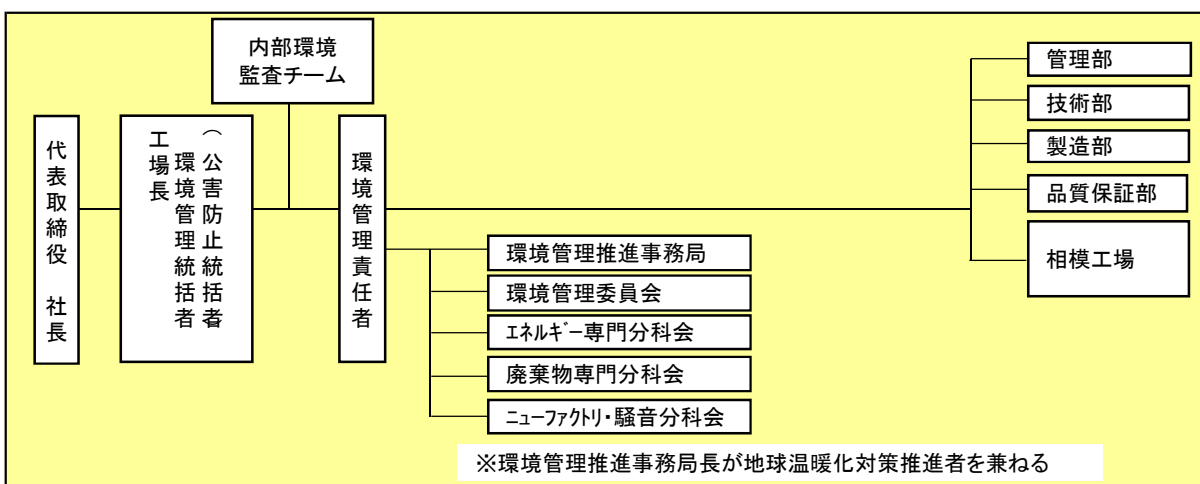 内部環境
監査チーム
代表取締役 社長
工場長
環境管理統括者
（公害防止統括者）
環境管理責任者
管理部
技術部
製造部
品質保証部
相模工場
環境管理推進事務局
環境管理委員会
エネルギー専門分科会
廃棄物専門分科会
ニューファクトリ・騒音分科会
※環境管理推進事務局長が地球温暖化対策推進者を兼ねる